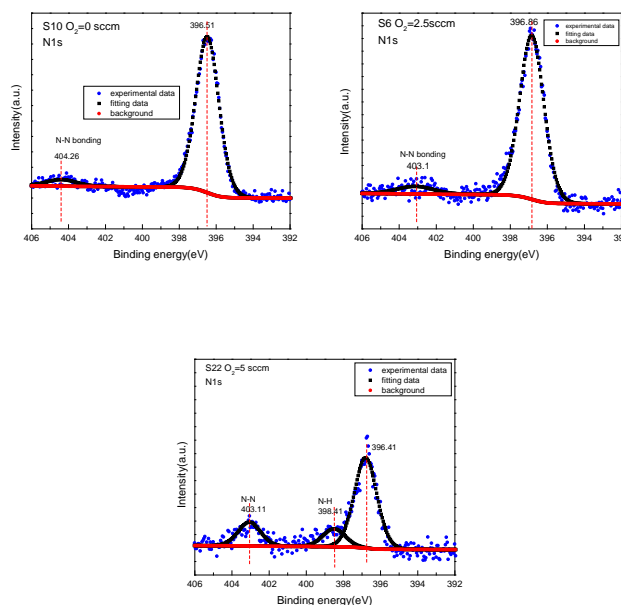 S10 O2=0 sccm
N1s
396.51
experimental data
fitting data
background
N-N bonding
404.26
Intensity(a.u.)
406 404 402 400 398 396 394 392
Binding energy(eV)
S6 O2=2.5sccm
N1s
396.86
experimental data
fitting data
background
N-N bonding
403.1
Intensity(a.u.)
406 404 402 400 398 396 394 392
Binding energy(eV)
S22 O2=5 sccm
N1s
experimental data
fitting data
background
396.41
N-N
403.11
N-H
398.41
Intensity(a.u.)
406 404 402 400 398 396 394 392
Binding energy(eV)